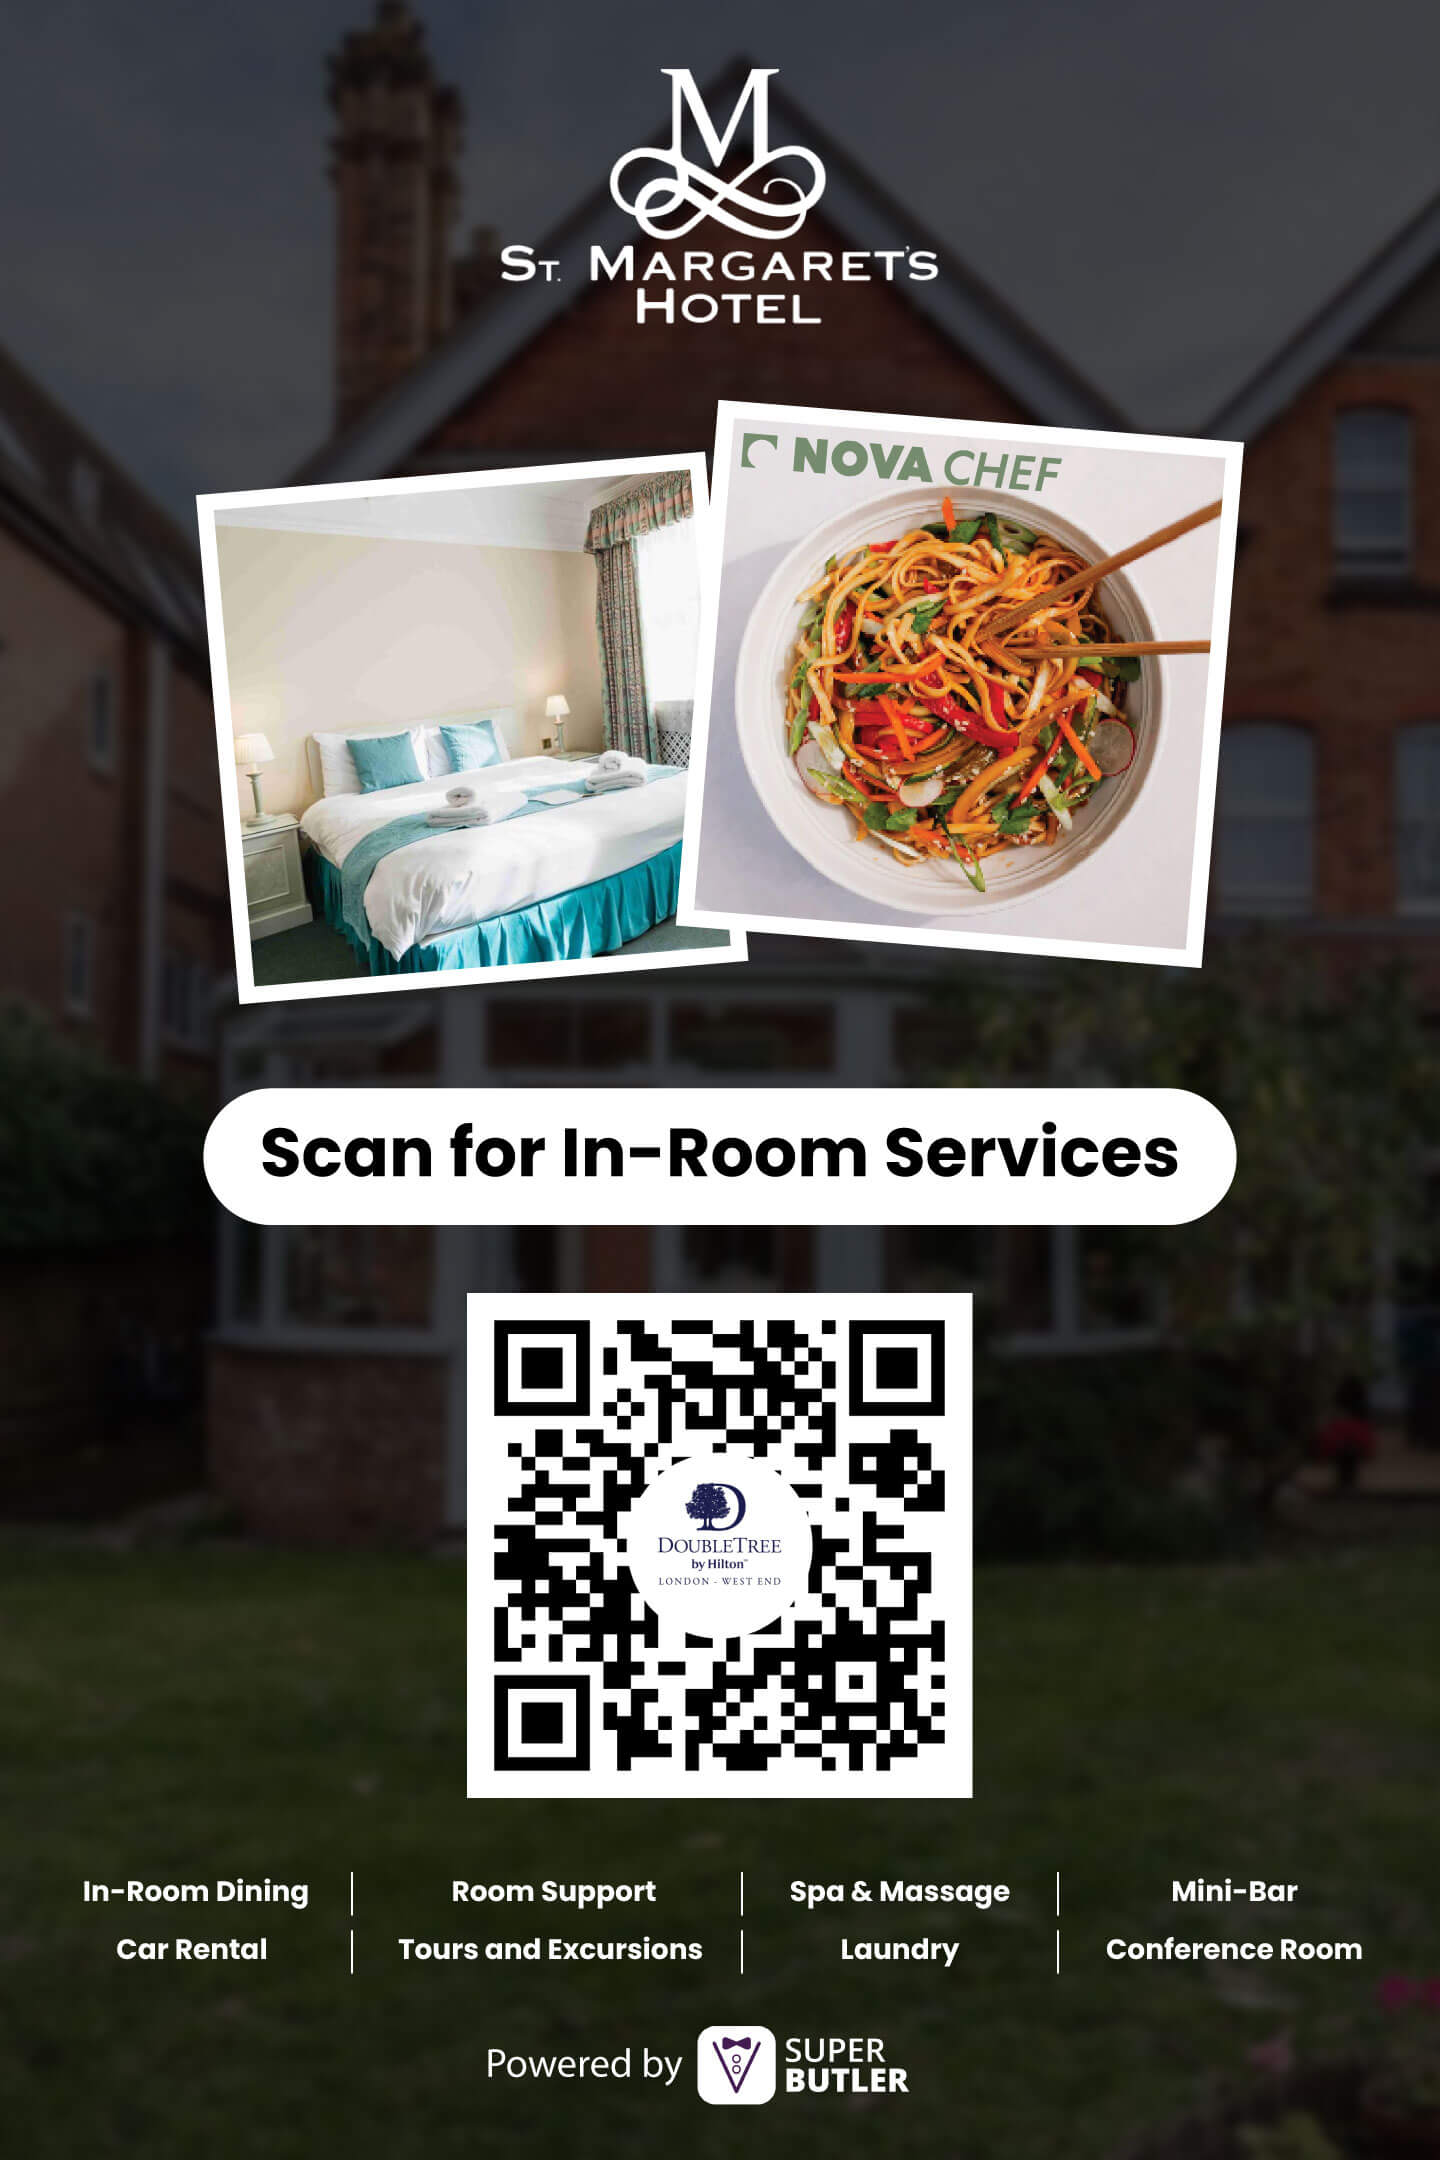 M
ST. MARGARET'S
HOTEL
NOVA CHEF
Scan for In-Room Services
D
DOUBLETREE
by Hilton™
LONDON - WEST END
In-Room Dining
Room Support
Spa & Massage
Mini-Bar
Car Rental
Tours and Excursions
Laundry
Conference Room
Powered by
SUPER
BUTLER